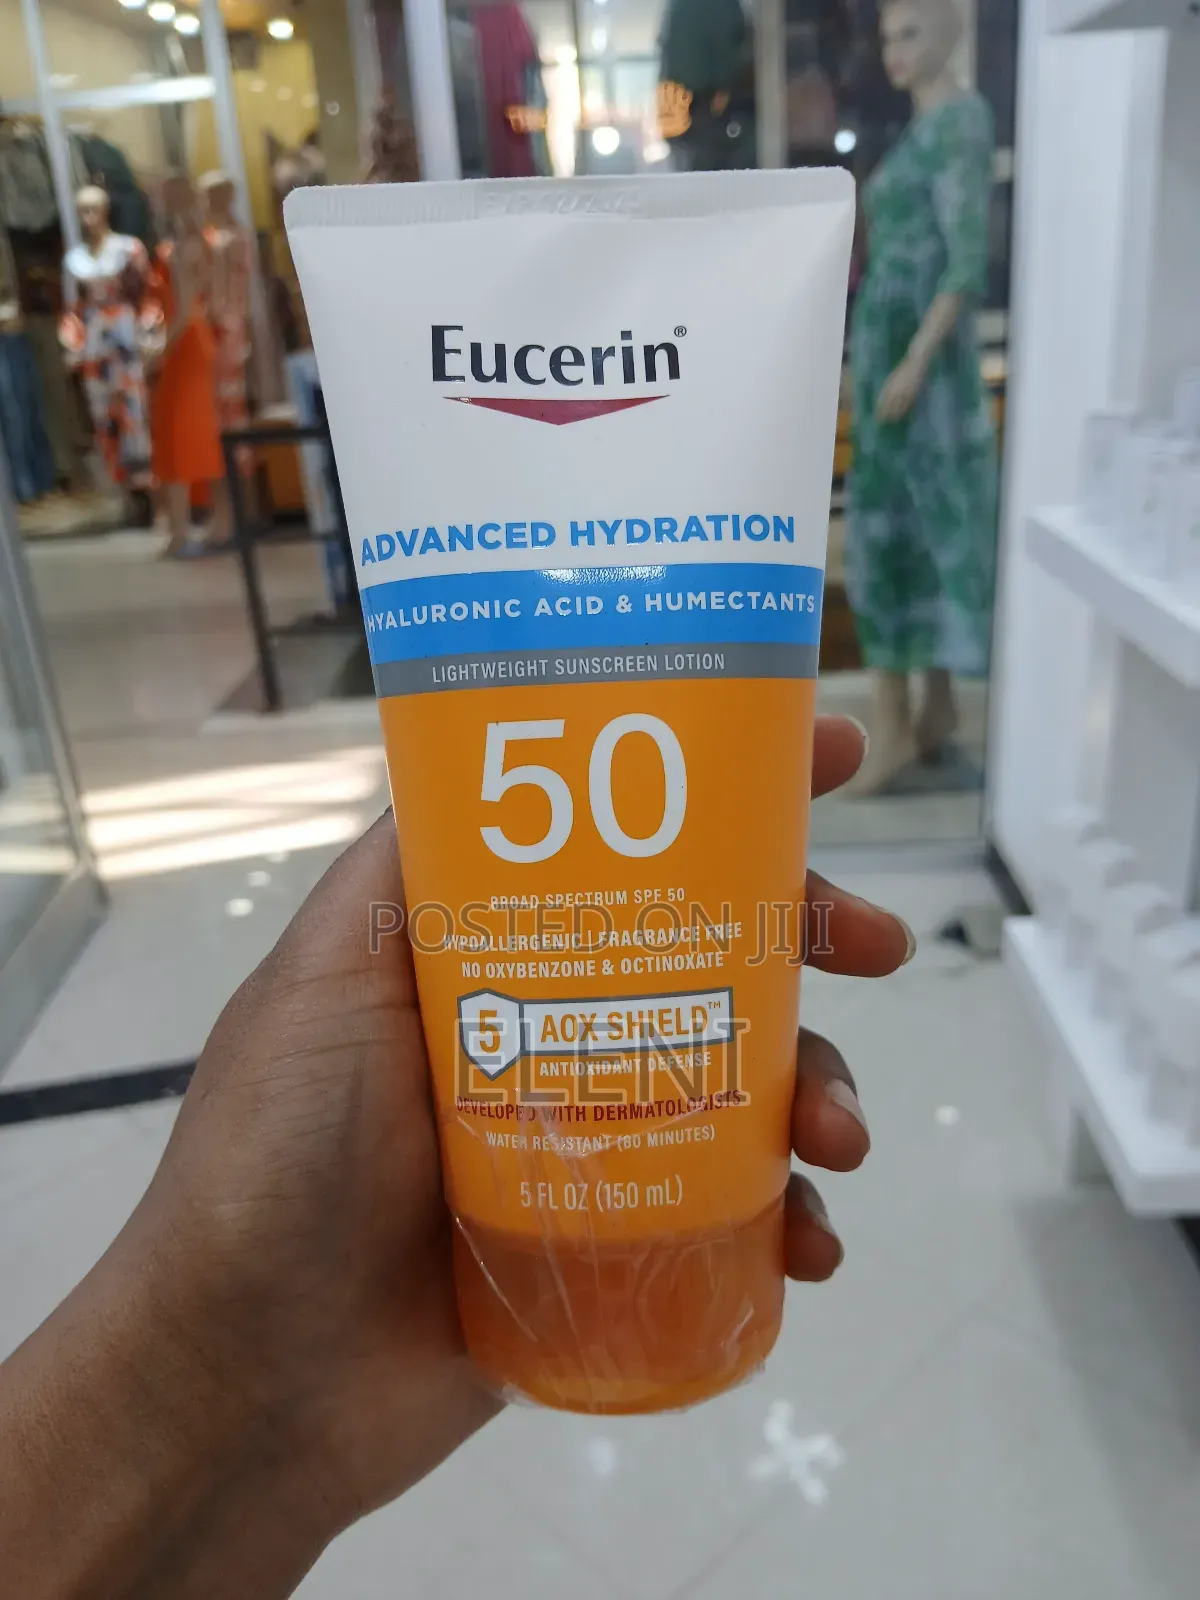 Eucerin®
ADVANCED HYDRATION
HYALURONIC ACID & HUMECTANTS
LIGHTWEIGHT SUNSCREEN LOTION
50
BROAD SPECTRUM SPF 50
POSTED ON JIJI
HYPOALLERGENIC | FRAGRANCE FREE
NO OXYBENZONE & OCTINOXATE
5 AOX SHIELD™
ELENI
ANTIOXIDANT DEFENSE
DEVELOPED WITH DERMATOLOGISTS
WATER RESISTANT (80 MINUTES)
5 FL OZ (150 mL)